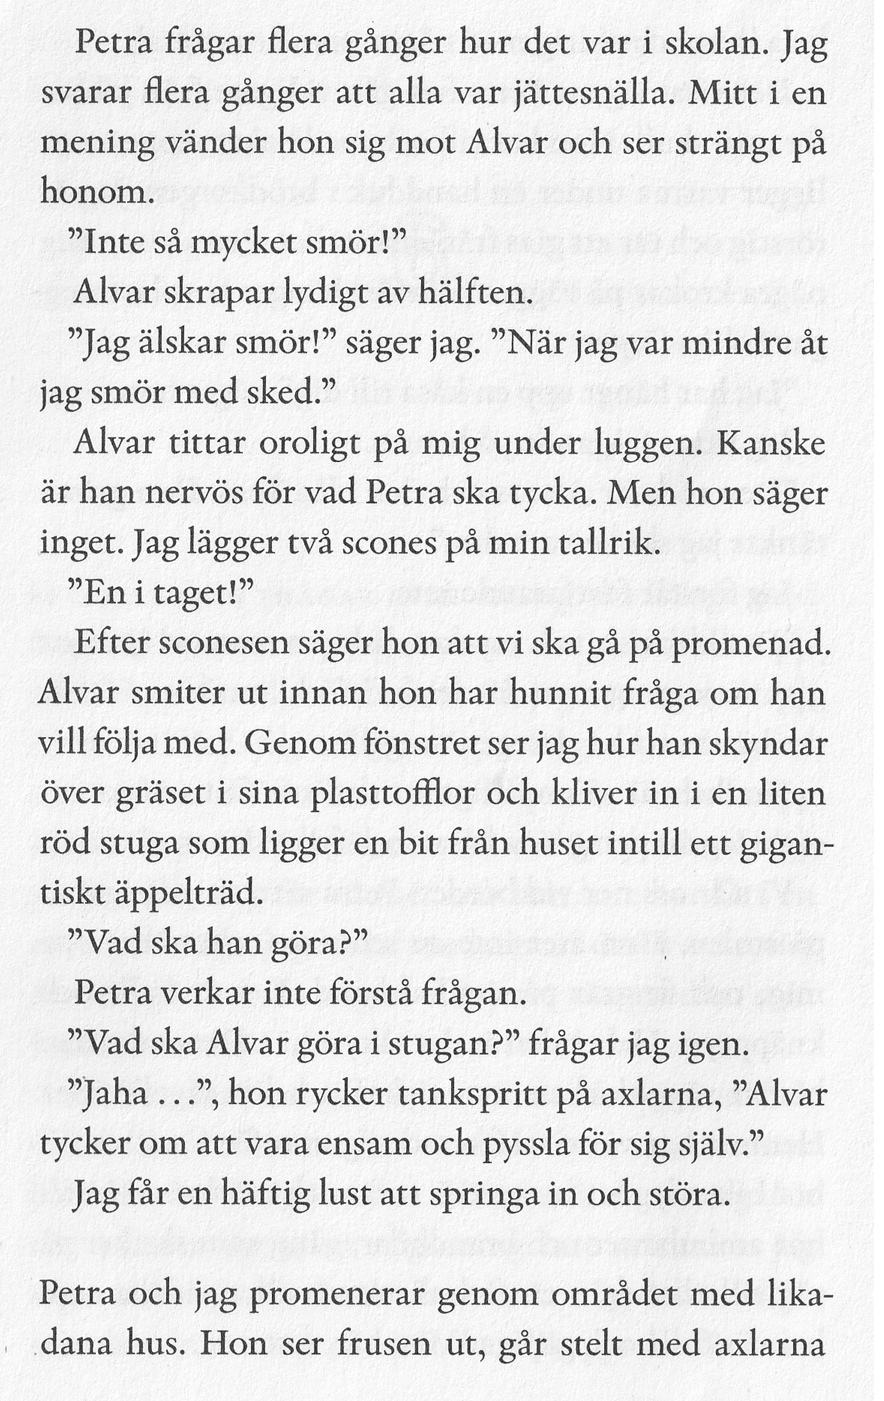 Petra frågar flera gånger hur det var i skolan. Jag
svarar flera gånger att alla var jättesnälla. Mitt i en
mening vänder hon sig mot Alvar och ser strängt på
honom.
”Inte så mycket smör!”
Alvar skrapar lydigt av hälften.
”Jag älskar smör!” säger jag. ”När jag var mindre åt
jag smör med sked.”
Alvar tittar oroligt på mig under luggen. Kanske
är han nervös för vad Petra ska tycka. Men hon säger
inget. Jag lägger två scones på min tallrik.
”En i taget!”
Efter sconesen säger hon att vi ska gå på promenad.
Alvar smiter ut innan hon har hunnit fråga om han
vill följa med. Genom fönstret ser jag hur han skyndar
över gräset i sina plasttofflor och kliver in i en liten
röd stuga som ligger en bit från huset intill ett gigan-
tiskt äppelträd.
”Vad ska han göra?”
Petra verkar inte förstå frågan.
”Vad ska Alvar göra i stugan?” frågar jag igen.
”Jaha ...”, hon rycker tankspritt på axlarna, ”Alvar
tycker om att vara ensam och pyssla för sig själv.”
Jag får en häftig lust att springa in och störa.
Petra och jag promenerar genom området med lika-
dana hus. Hon ser frusen ut, går stelt med axlarna